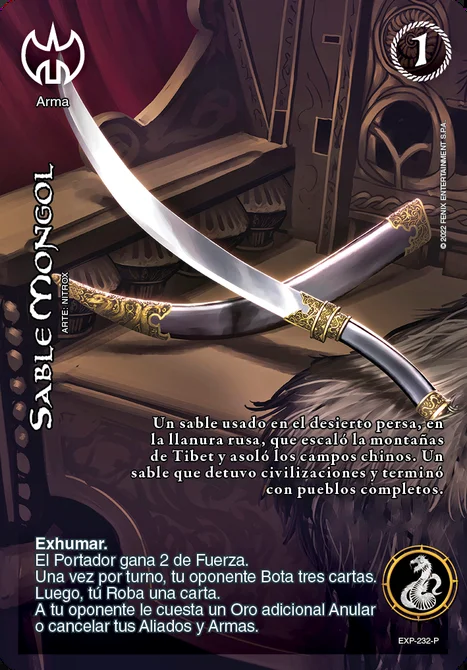 Arma
1
© 2022 FENIX ENTERTAINMENT S.P.A
Sable Mongol
ARTE: NITROX
Un sable usado en el desierto persa, en
la llanura rusa, que escaló la montañas
de Tibet y asoló los campos chinos. Un
sable que detuvo civilizaciones y terminó
con pueblos completos.
Exhumar.
El Portador gana 2 de Fuerza.
Una vez por turno, tu oponente Bota tres cartas.
Luego, tú Roba una carta.
A tu oponente le cuesta un Oro adicional Anular
o cancelar tus Aliados y Armas.
EXP-232-P